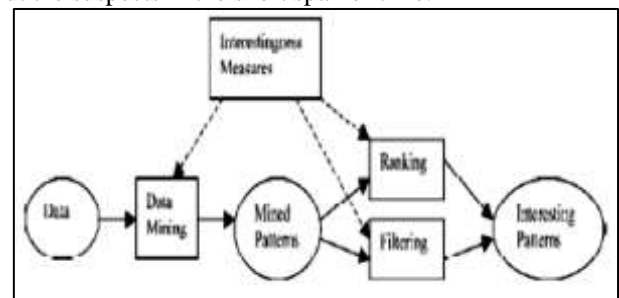 Interestingness
Measures
Ranking
Data
Data
Mining
Mined
Patterns
Filtering
Interesting
Patterns